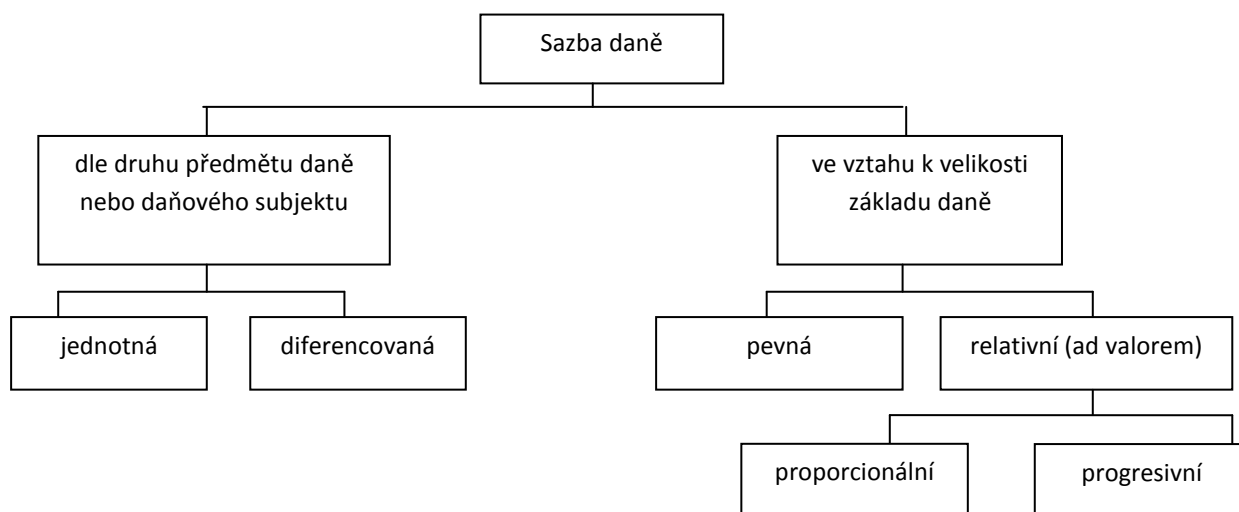 Sazba daně
dle druhu předmětu daně
nebo daňového subjektu
ve vztahu k velikosti
základu daně
jednotná
diferencovaná
pevná
relativní (ad valorem)
proporcionální
progresivní